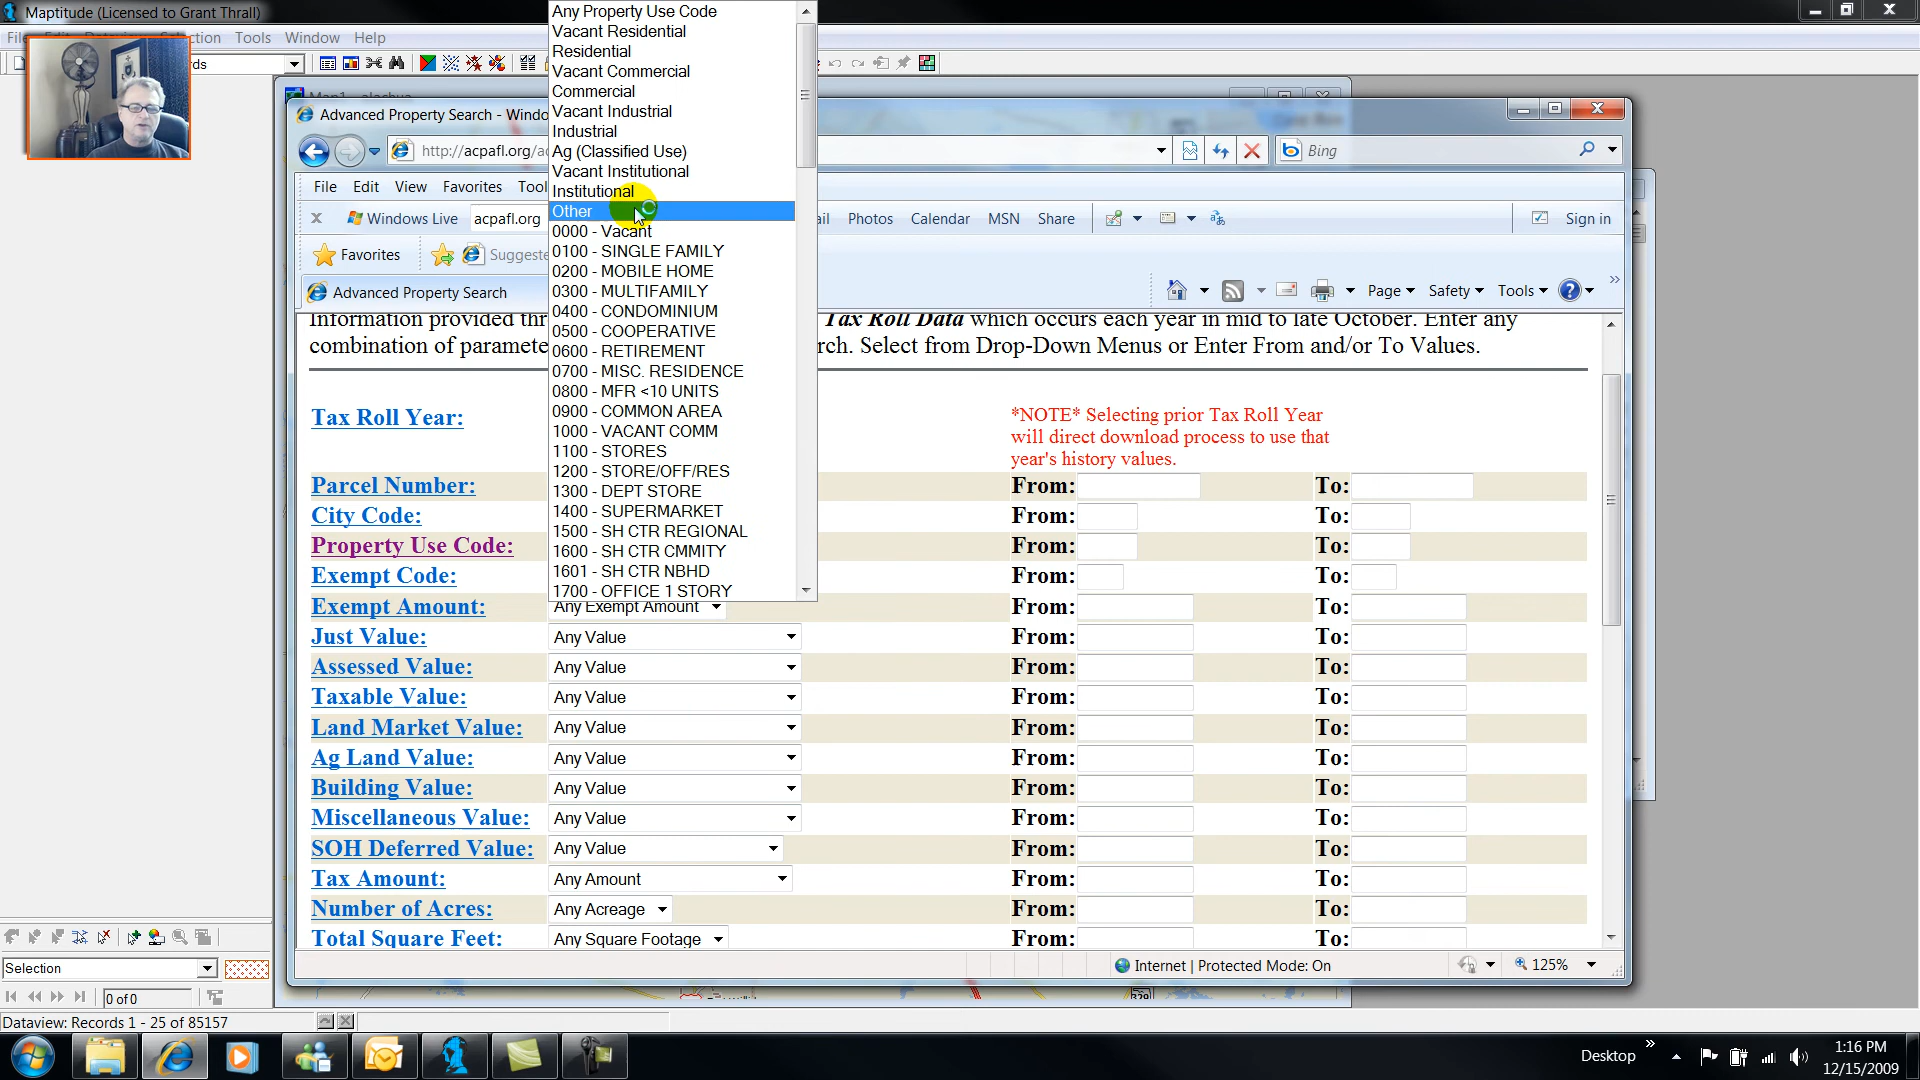 Maptitude (Licensed to Grant Thrall)
Tools Window Help
Any Property Use Code
Vacant Residential
Residential
Vacant Commercial
Commercial
Vacant Industrial
Industrial
Ag (Classified Use)
Vacant Institutional
Institutional
Other
0000 - Vacant
0100 - SINGLE FAMILY
0200 - MOBILE HOME
0300 - MULTIFAMILY
0400 - CONDOMINIUM
0500 - COOPERATIVE
0600 - RETIREMENT
0700 - MISC. RESIDENCE
0800 - MFR <10 UNITS
0900 - COMMON AREA
1000 - VACANT COMM
1100 - STORES
1200 - STORE/OFF/RES
1300 - DEPT STORE
1400 - SUPERMARKET
1500 - SH CTR REGIONAL
1600 - SH CTR CMMITY
1601 - SH CTR NBHD
1700 - OFFICE 1 STORY
Advanced Property Search - Windo
http://acpafl.org/ac
Bing
File Edit View Favorites Tool
Windows Live acpafl.org Photos Calendar MSN Share Sign in
Favorites Suggeste
Advanced Property Search
Page Safety Tools
Information provided thr Tax Roll Data which occurs each year in mid to late October. Enter any
combination of paramete rch. Select from Drop-Down Menus or Enter From and/or To Values.
Tax Roll Year:
*NOTE* Selecting prior Tax Roll Year
will direct download process to use that
year's history values.
Parcel Number: From: To:
City Code: From: To:
Property Use Code: From: To:
Exempt Code: From: To:
Exempt Amount: Any Exempt Amount From: To:
Just Value: Any Value From: To:
Assessed Value: Any Value From: To:
Taxable Value: Any Value From: To:
Land Market Value: Any Value From: To:
Ag Land Value: Any Value From: To:
Building Value: Any Value From: To:
Miscellaneous Value: Any Value From: To:
SOH Deferred Value: Any Value From: To:
Tax Amount: Any Amount From: To:
Number of Acres: Any Acreage From: To:
Total Square Feet: Any Square Footage From: To:
Internet | Protected Mode: On
125%
Selection
0 of 0
Dataview: Records 1 - 25 of 85157
Desktop
1:16 PM
12/15/2009